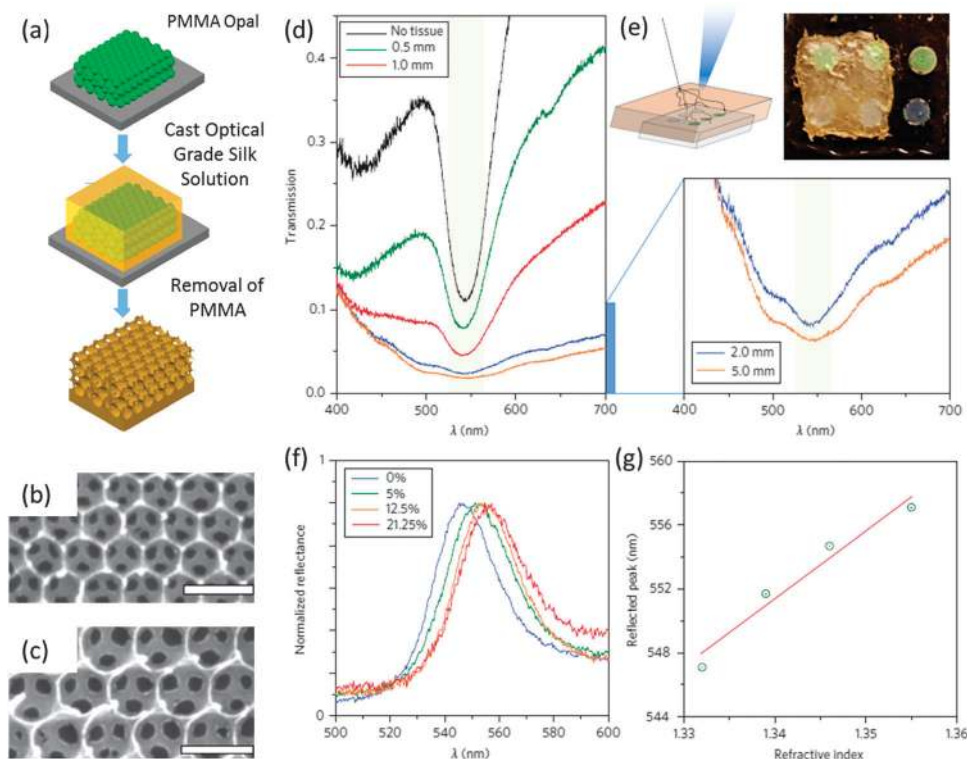 (a)
PMMA Opal
Cast Optical
Grade Silk
Solution
Removal of
PMMA
(b)
(c)
(d)
No tissue
0.5 mm
1.0 mm
0.4
0.3
0.2
0.1
0.0
Transmission
400
500
600
700
λ (nm)
(e)
2.0 mm
5.0 mm
400
500
600
700
λ (nm)
(f)
0%
5%
12.5%
21.25%
1
0
Normalized reflectance
500
520
540
560
580
600
λ (nm)
(g)
560
556
552
548
544
Reflected peak (nm)
1.33
1.34
1.35
1.36
Refractive index